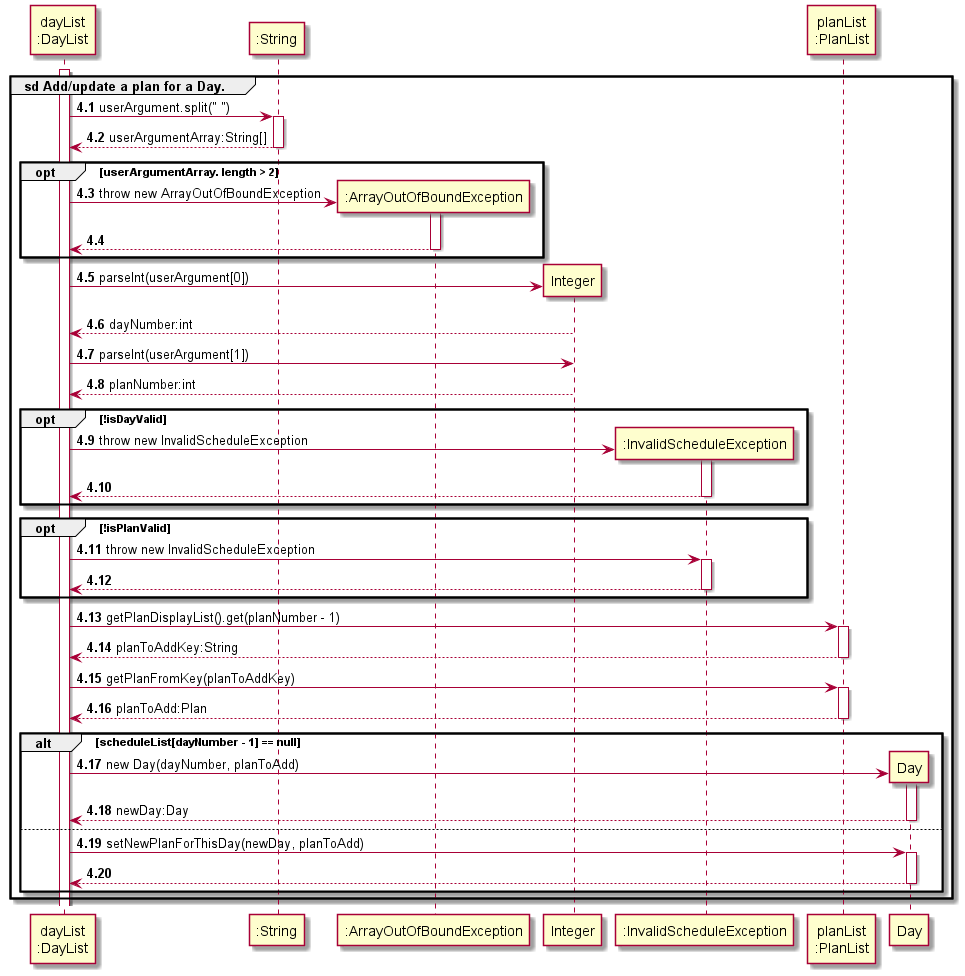 dayList
:DayList
:String
planList
:PlanList
sd Add/update a plan for a Day.
4.1 userArgument.split(" ")
4.2 userArgumentArray:String[]
opt [userArgumentArray. length > 2]
4.3 throw new ArrayOutOfBoundException
:ArrayOutOfBoundException
4.4
4.5 parseInt(userArgument[0])
Integer
4.6 dayNumber:int
4.7 parseInt(userArgument[1])
4.8 planNumber:int
opt [!isDayValid]
4.9 throw new InvalidScheduleException
:InvalidScheduleException
4.10
opt [!isPlanValid]
4.11 throw new InvalidScheduleException
4.12
4.13 getPlanDisplayList().get(planNumber - 1)
4.14 planToAddKey:String
4.15 getPlanFromKey(planToAddKey)
4.16 planToAdd:Plan
alt [scheduleList[dayNumber - 1] == null]
4.17 new Day(dayNumber, planToAdd)
Day
4.18 newDay:Day
4.19 setNewPlanForThisDay(newDay, planToAdd)
4.20
dayList
:DayList
:String
:ArrayOutOfBoundException
Integer
:InvalidScheduleException
planList
:PlanList
Day